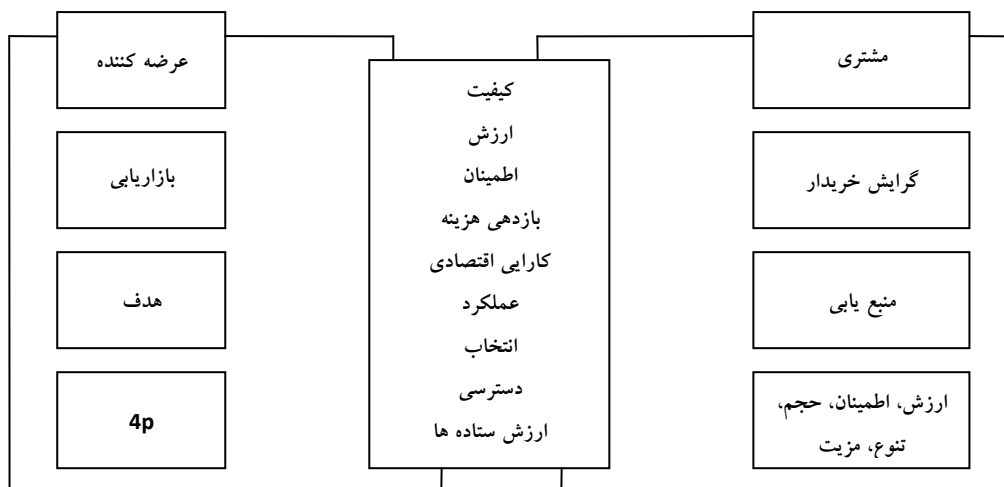 مشتری
گرایش خریدار
منبع یابی
ارزش، اطمینان، حجم،
تنوع، مزیت
کیفیت
ارزش
اطمینان
بازدهی هزینه
کارایی اقتصادی
عملکرد
انتخاب
دسترسی
ارزش ستاده ها
عرضه کننده
بازاریابی
هدف
4p